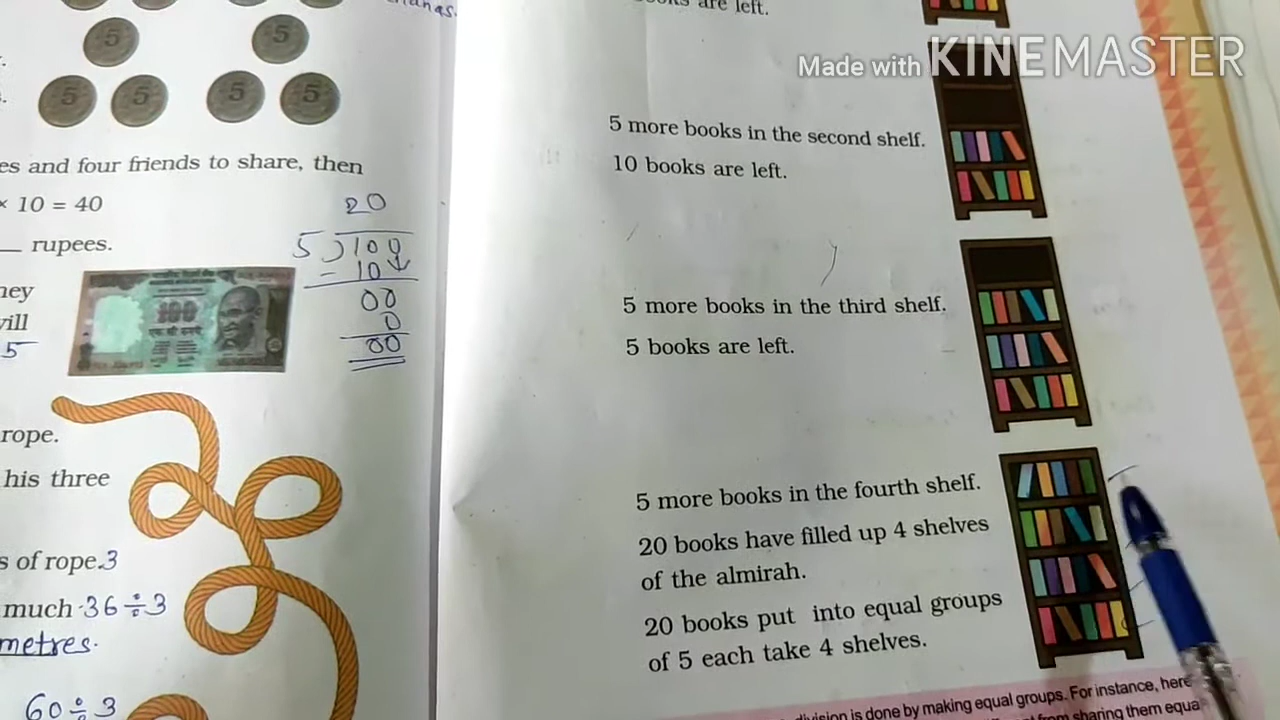 5 5
5 5 5 5
es and four friends to share, then
× 10 = 40
rupees.
20
5)100
- 10
00
0
00
ney
will
5
100
rope.
his three
s of rope.3
much 36÷3
metres.
60÷3
Made with KINEMASTER
books are left.
5 more books in the second shelf.
10 books are left.
5 more books in the third shelf.
5 books are left.
5 more books in the fourth shelf.
20 books have filled up 4 shelves
of the almirah.
20 books put into equal groups
of 5 each take 4 shelves.
division is done by making equal groups. For instance, here
from sharing them equa